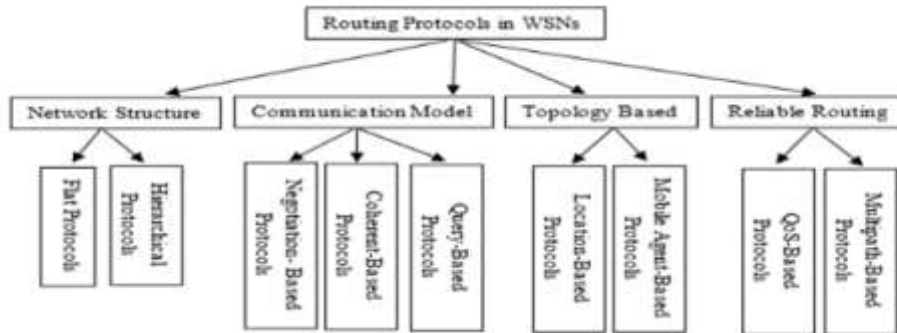 Routing Protocols in WSNs
Network Structure
Communication Model
Topology Based
Reliable Routing
Flat Protocols
Hierarchical
Protocols
Negotiation- Based
Protocols
Coherent-Based
Protocols
Query-Based
Protocols
Location-Based
Protocols
Mobile Agent-Based
Protocols
QoS-Based
Protocols
Multipath-Based
Protocols